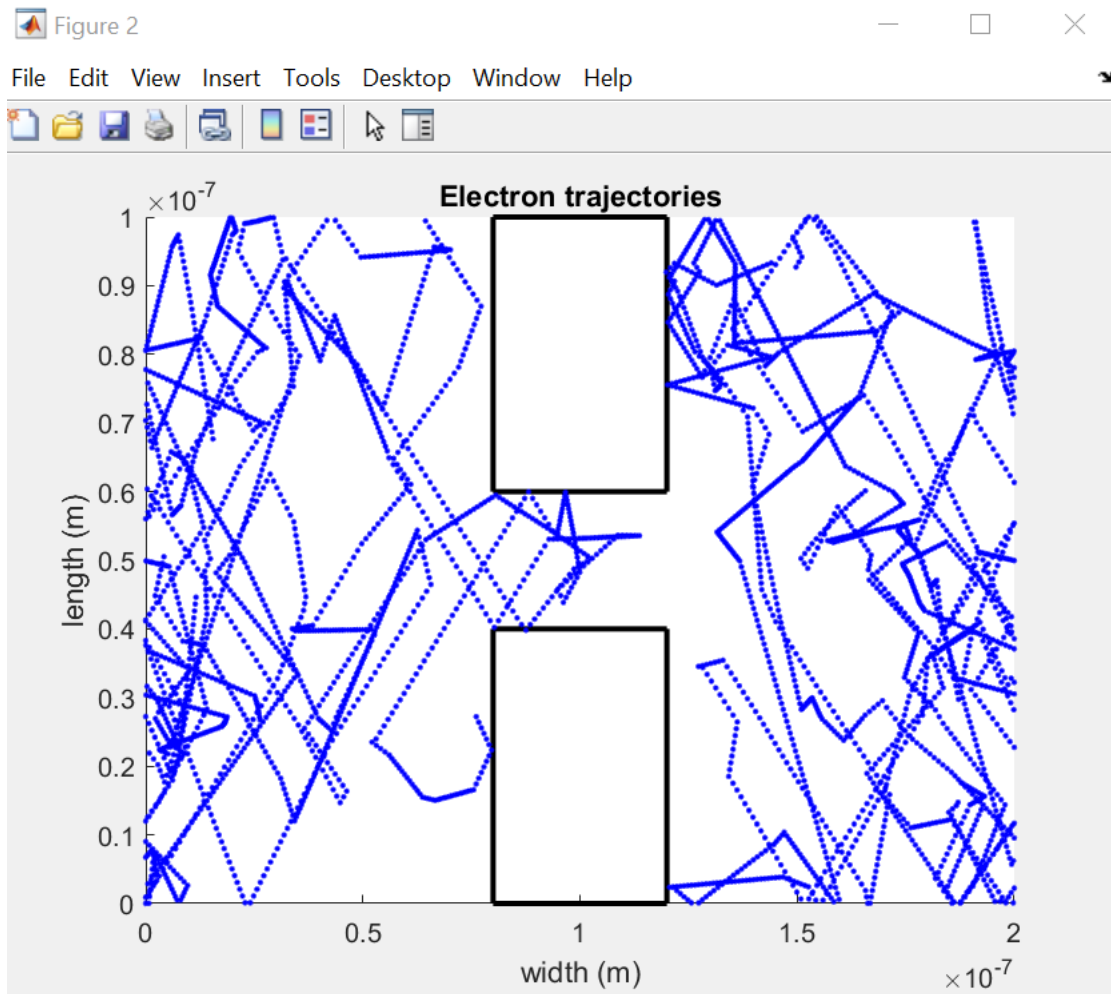 Figure 2
File Edit View Insert Tools Desktop Window Help
×10-7
Electron trajectories
1
0.9
0.8
0.7
0.6
0.5
0.4
0.3
0.2
0.1
0
length (m)
0 0.5 1 1.5 2
width (m)
×10-7